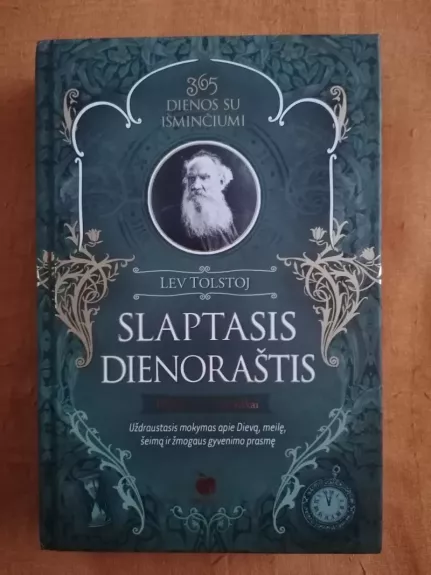 365
DIENOS SU
IŠMINČIUMI
LEV TOLSTOJ
SLAPTASIS
DIENORAŠTIS
Uždraustasis mokymas apie Dievą, meilę,
šeimą ir žmogaus gyvenimo prasmę